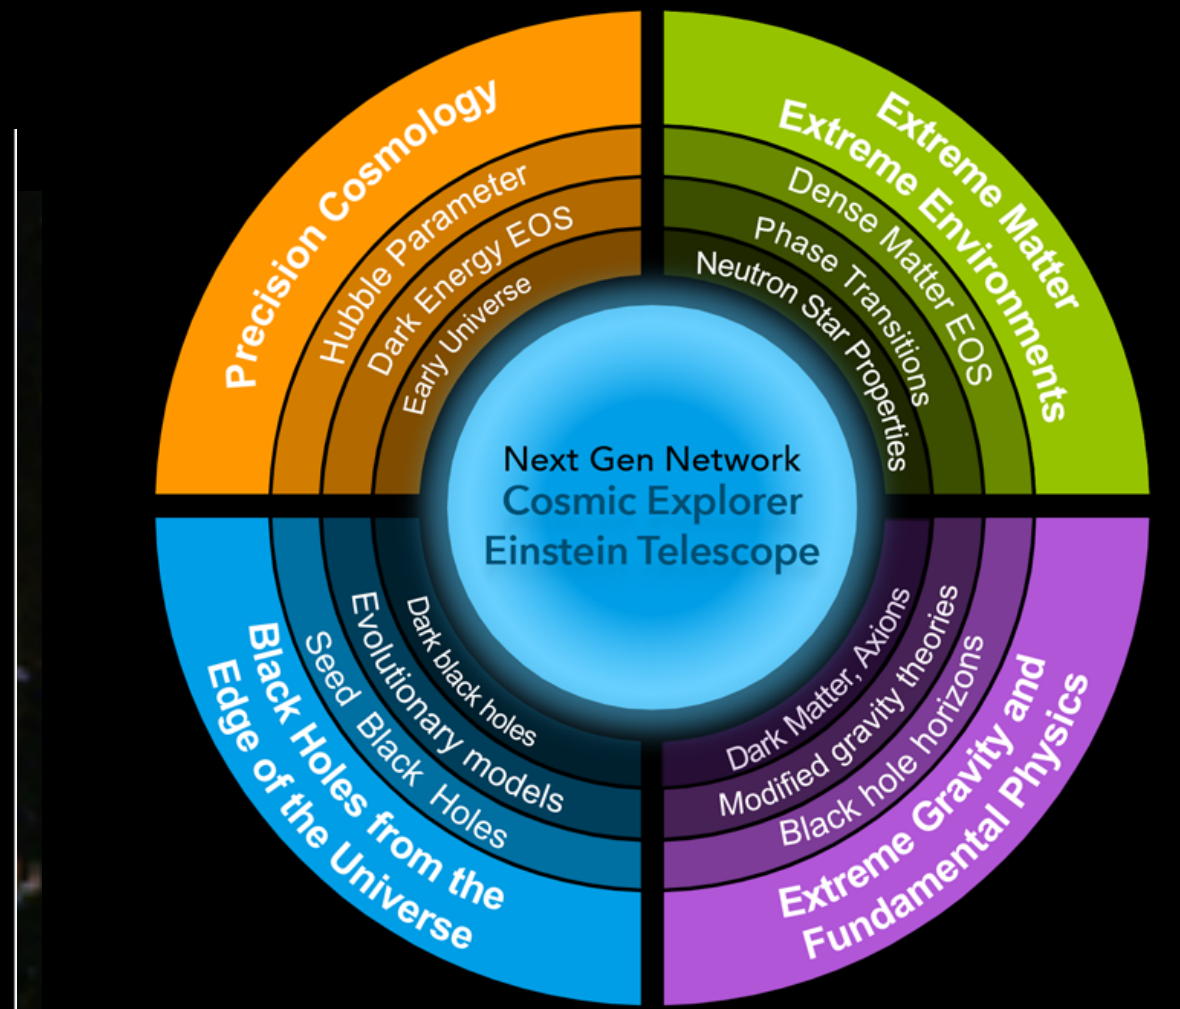 Precision Cosmology
Hubble Parameter
Dark Energy EOS
Early Universe
Extreme Matter
Extreme Environments
Dense Matter EOS
Phase Transitions
Neutron Star Properties
Next Gen Network
Cosmic Explorer
Einstein Telescope
Dark black holes
Evolutionary models
Seed Black Holes
Black Holes from the
Edge of the Universe
Dark Matter, Axions
Modified gravity theories
Black hole horizons
Extreme Gravity and
Fundamental Physics